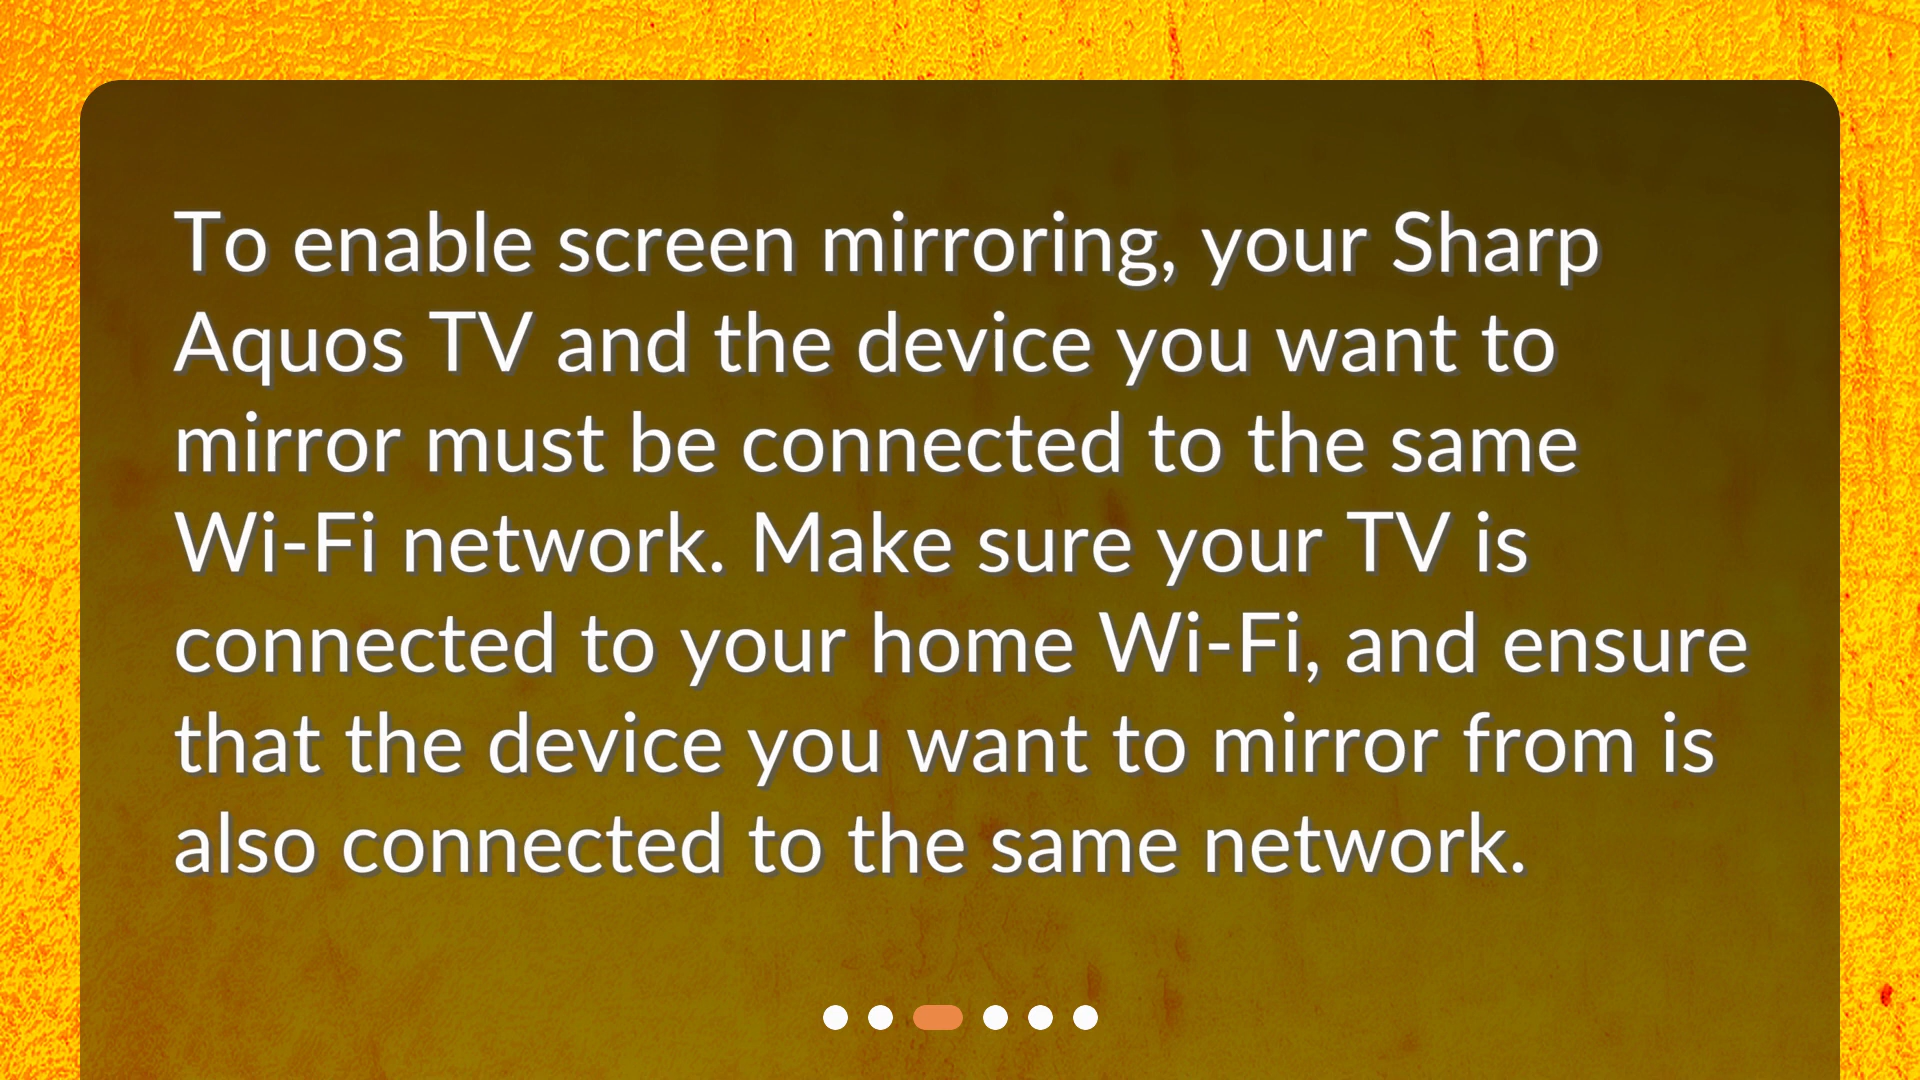 To enable screen mirroring, your Sharp
Aquos TV and the device you want to
mirror must be connected to the same
Wi-Fi network. Make sure your TV is
connected to your home Wi-Fi, and ensure
that the device you want to mirror from is
also connected to the same network.